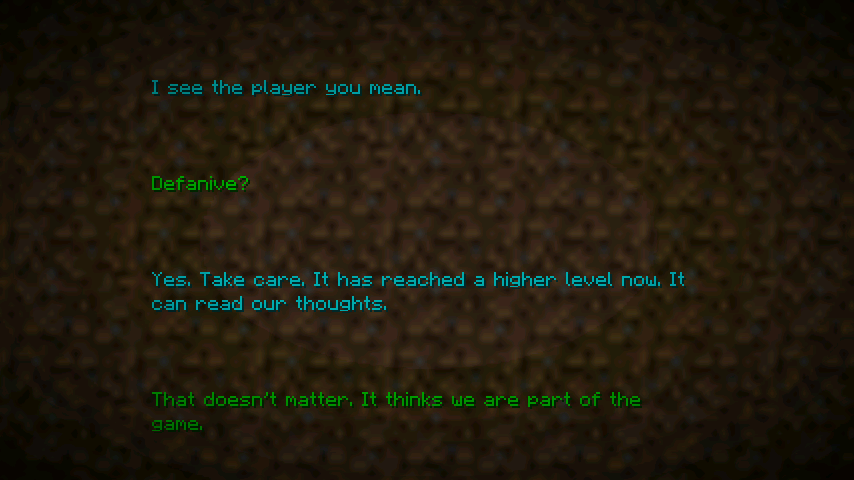 I see the player you mean.
Defanive?
Yes. Take care. It has reached a higher level now. It
can read our thoughts.
That doesn't matter. It thinks we are part of the
game.